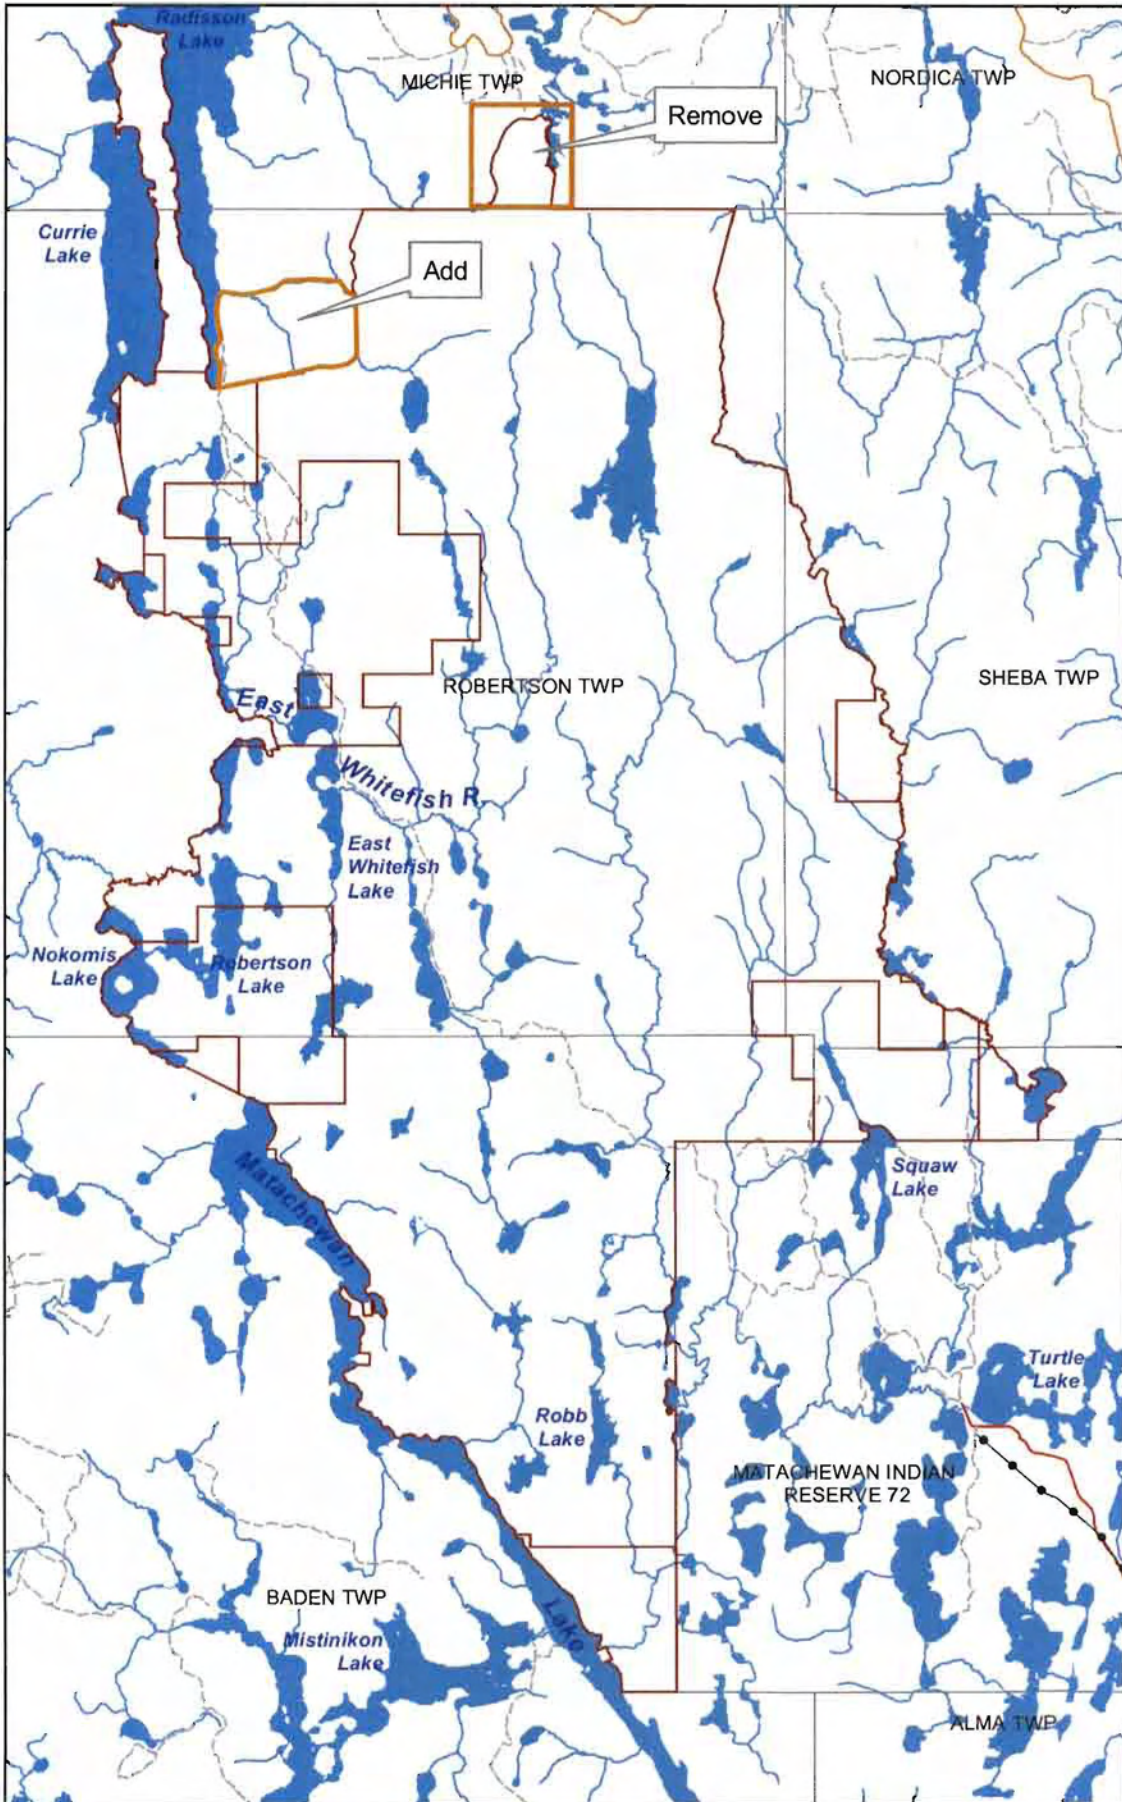 Radisson
Lake
MICHIE TWP
NORDICA TWP
Remove
Currie
Lake
Add
ROBERTSON TWP
SHEBA TWP
East
Whitefish R.
East
Whitefish
Lake
Nokomis
Lake
Robertson
Lake
Matachewan
Squaw
Lake
Turtle
Lake
Robb
Lake
MATACHEWAN INDIAN
RESERVE 72
BADEN TWP
Lake
Mistinikon
Lake
ALMA TWP